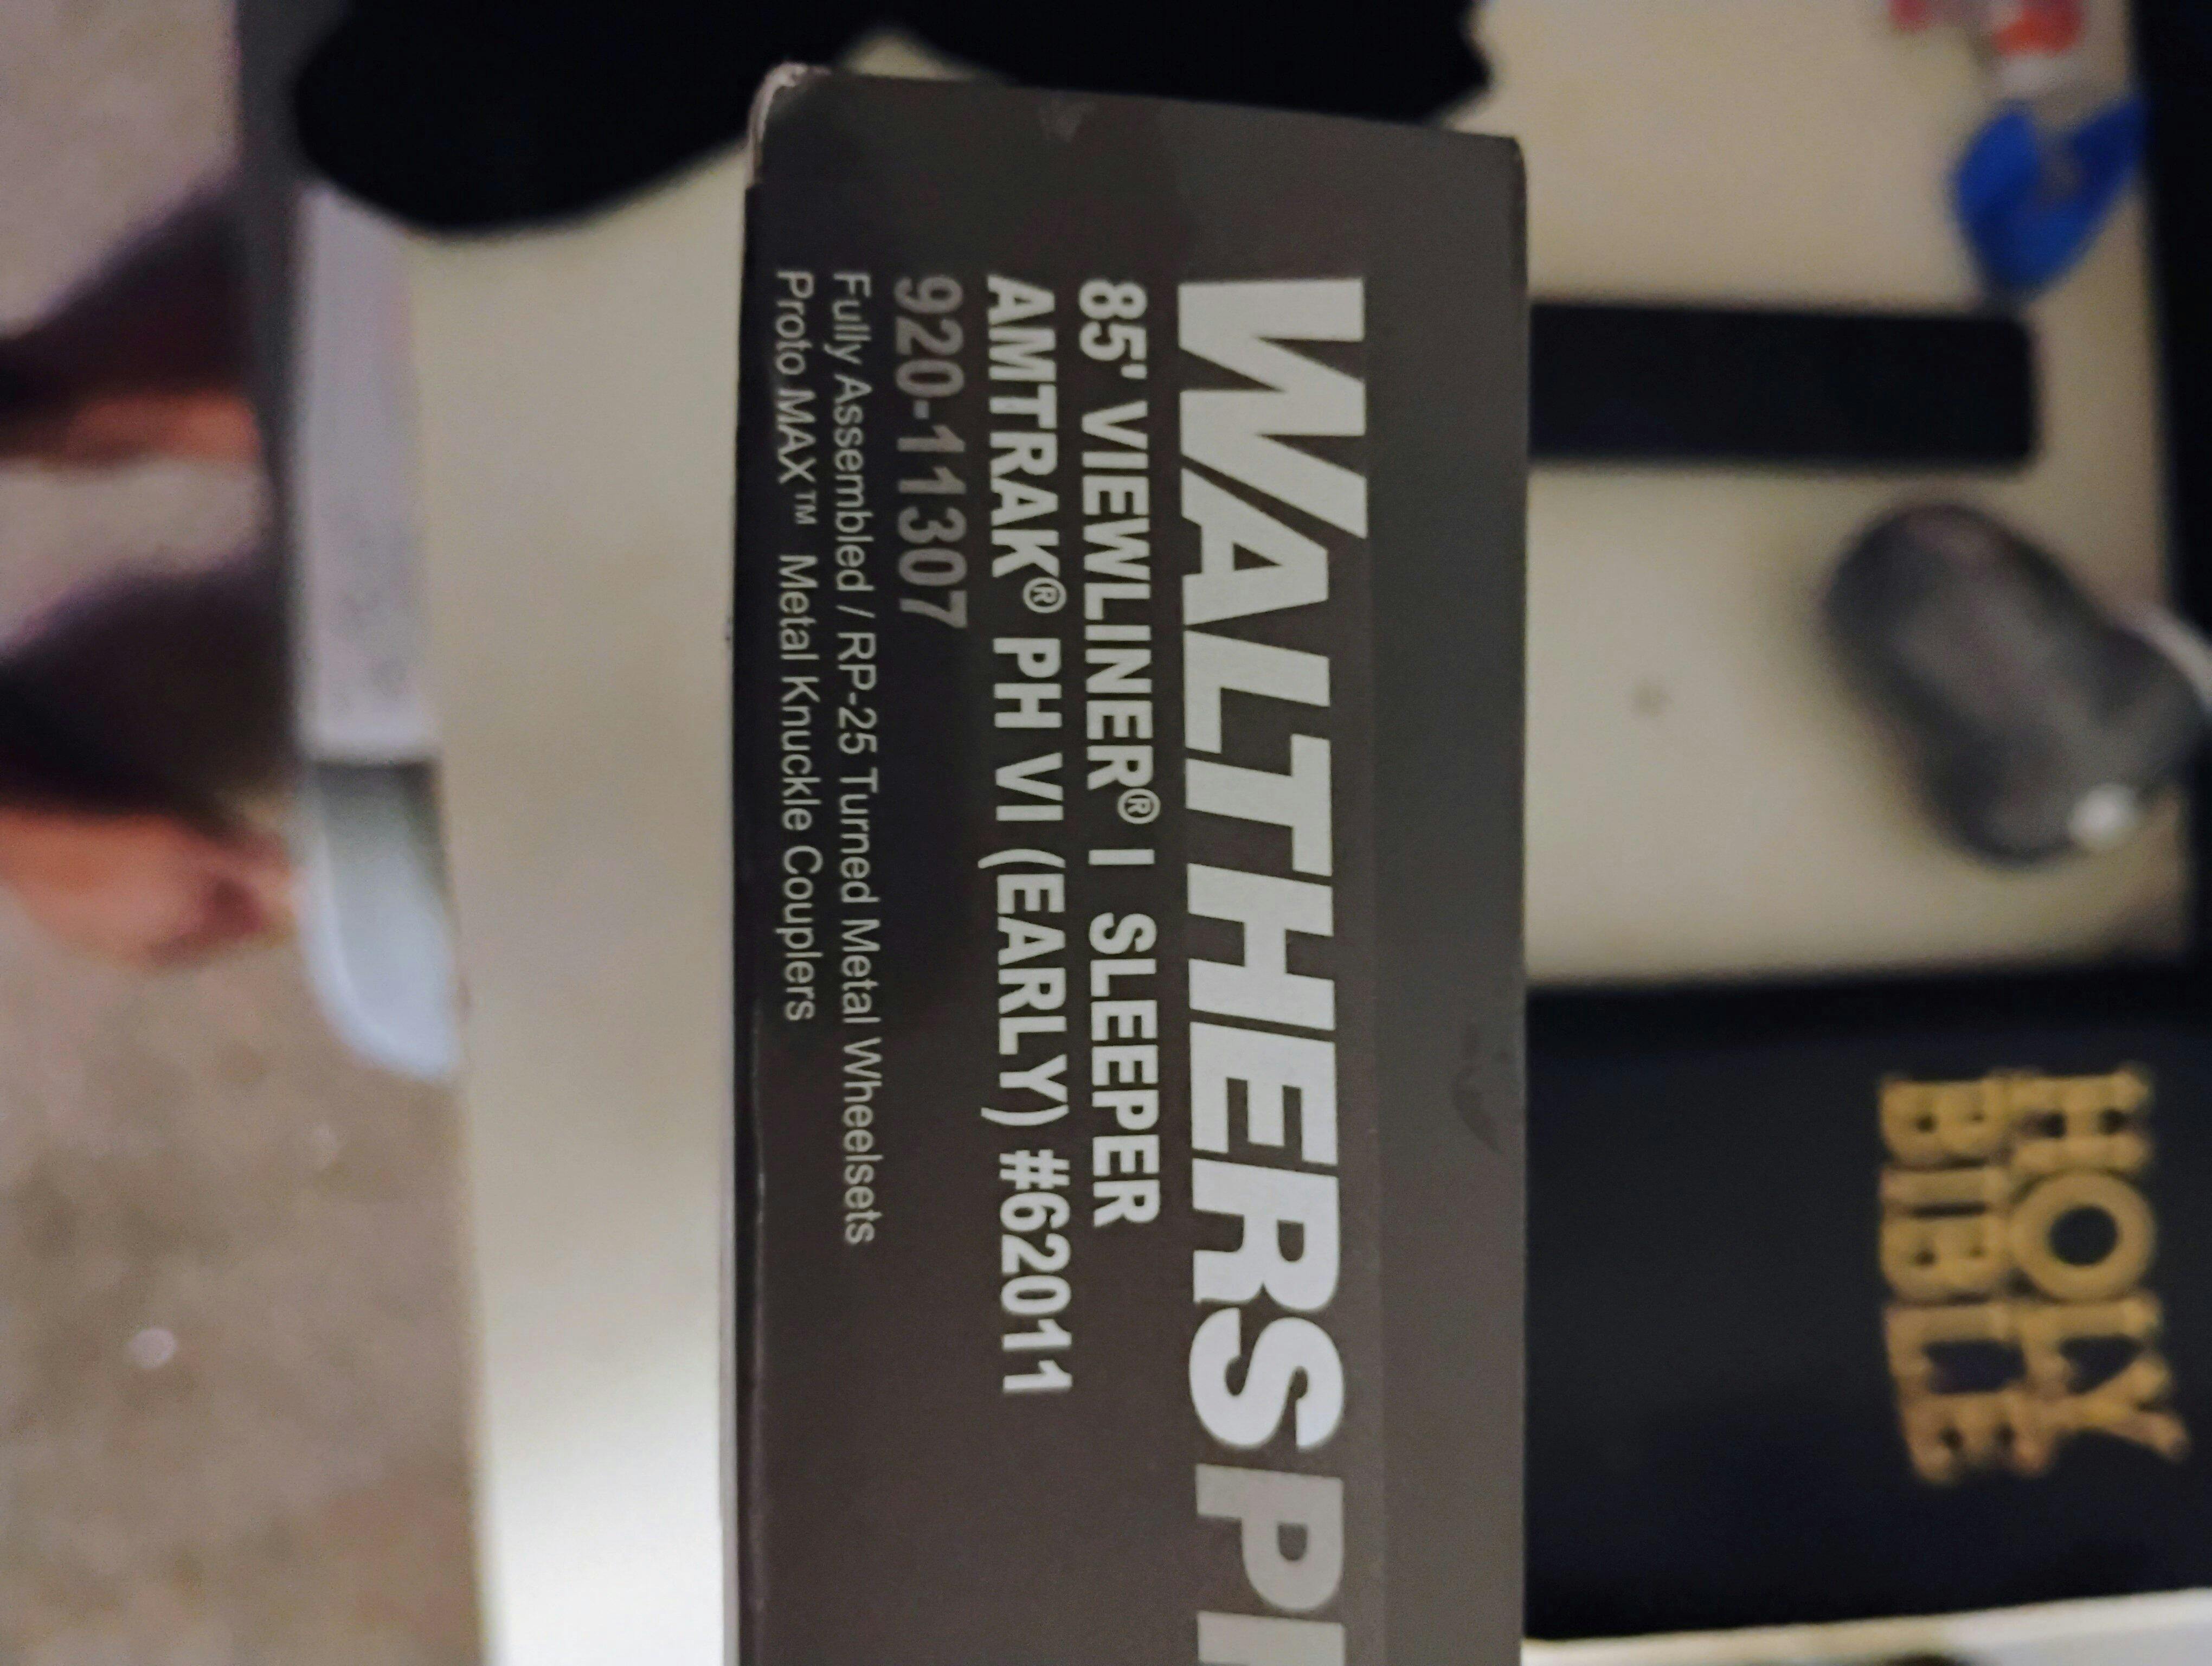 WALTHERSP
85' VIEWLINER® I SLEEPER
AMTRAK® PH VI (EARLY) #62011
920-11307
Fully Assembled / RP-25 Turned Metal Wheelsets
Proto MAX™ Metal Knuckle Couplers
HOLY
BIBLE